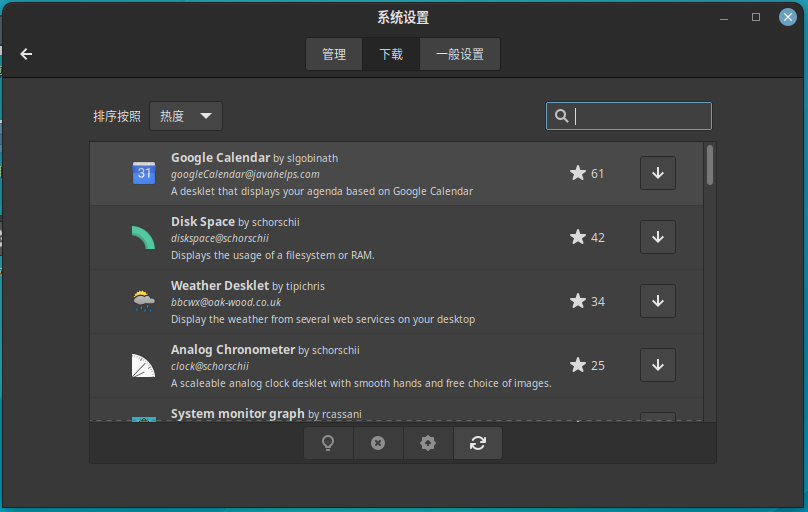 系统设置
管理 下载 一般设置
排序按照 热度
Google Calendar by slgobinath
googleCalendar@javahelps.com
31
61
A desklet that displays your agenda based on Google Calendar
Disk Space by schorschii
diskspace@schorschii
42
Displays the usage of a filesystem or RAM.
Weather Desklet by tipichris
bbcwx@oak-wood.co.uk
34
Display the weather from several web services on your desktop
Analog Chronometer by schorschii
clock@schorschii
25
A scaleable analog clock desklet with smooth hands and free choice of images.
System monitor graph by rcassani